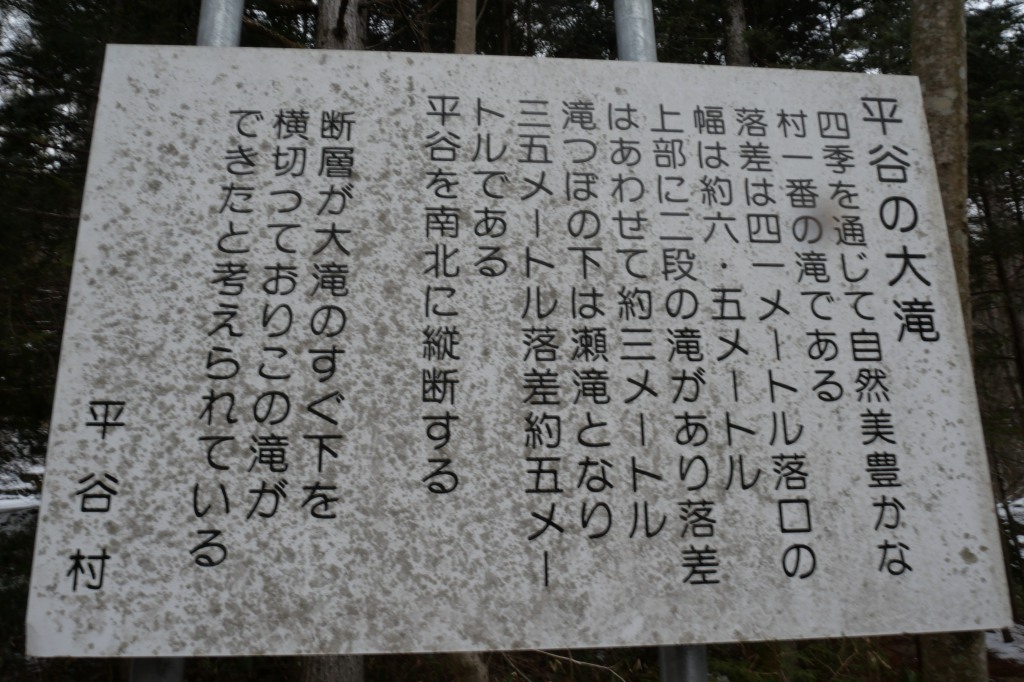 平谷の大滝
四季を通じて自然美豊かな
村一番の滝である
落差は四一メートル落口の
幅は約六・五メートル
上部に二段の滝があり落差
はあわせて約三メートル
滝つぼの下は瀬滝となり
三五メートル落差約五メー
トルである
平谷を南北に縦断する
断層が大滝のすぐ下を
横切つておりこの滝が
できたと考えられている
平谷村